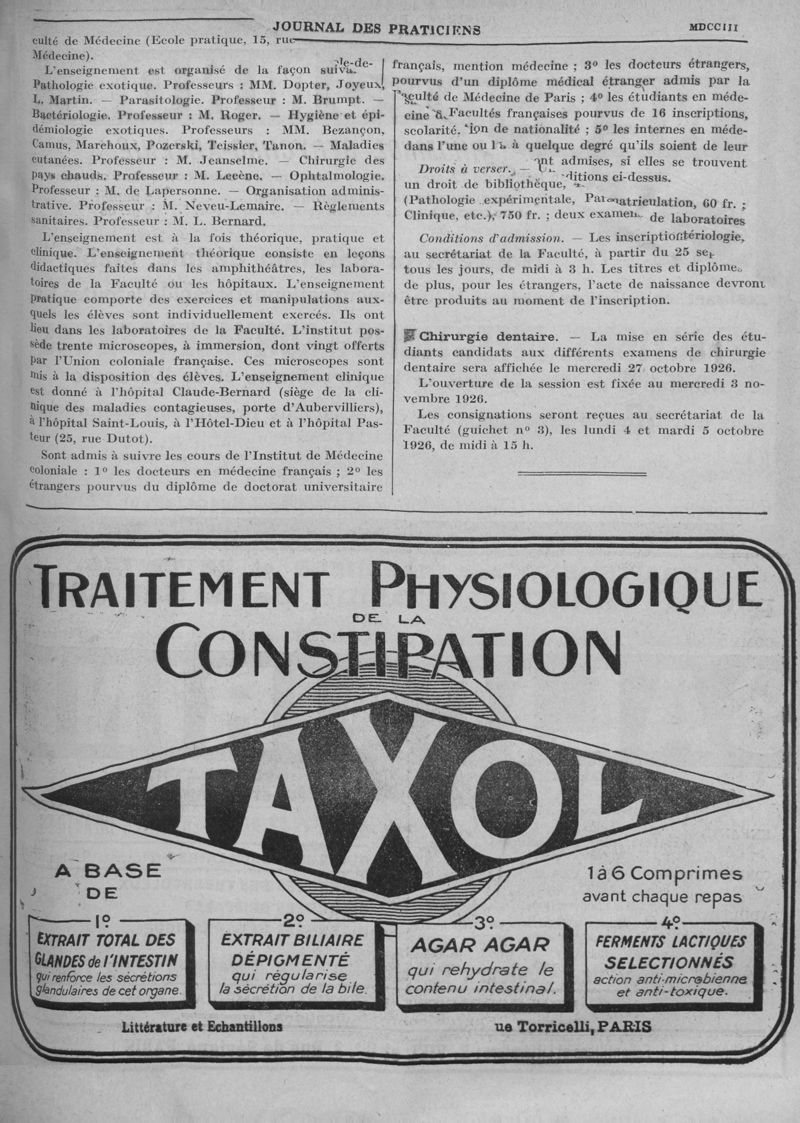 JOURNAL DES PRATICIENS
MDCCIII
culté de Médecine (Ecole pratique, 15, rue
Médecine).
L'enseignement est organisé de la façon
Pathologie exotique. Professeurs : MM. Dopter, Joyeux,
L. Martin. — Parasitologie. Professeur : M. Brumpt. —
Bactériologie. Professeur : M. Roger. — Hygiène et épi-
démiologie exotiques. Professeurs : MM. Bezançon,
Camus, Marchoux, Pozerski, Teissier, Tanon. — Maladies
cutanées. Professeur : M. Jeanselme. — Chirurgie des
pays chauds. Professeur : M. Lecène. — Ophtalmologie.
Professeur : M. de Lapersonne. — Organisation adminis-
trative. Professeur : M. Neveu-Lemaire. — Règlements
sanitaires. Professeur : M. L. Bernard.
L'enseignement est à la fois théorique, pratique et
clinique. L'enseignement théorique consiste en leçons
didactiques faites dans les amphithéâtres, les labora-
toires de la Faculté ou les hôpitaux. L'enseignement
pratique comporte des exercices et manipulations aux-
quels les élèves sont individuellement exercés. Ils ont
lieu dans les laboratoires de la Faculté. L'institut pos-
sède trente microscopes, à immersion, dont vingt offerts
par l'Union coloniale française. Ces microscopes sont
mis à la disposition des élèves. L'enseignement clinique
est donné à l'hôpital Claude-Bernard (siège de la cli-
nique des maladies contagieuses, porte d'Aubervilliers),
à l'hôpital Saint-Louis, à l'Hôtel-Dieu et à l'hôpital Pas-
teur (25, rue Dutot).
Sont admis à suivre les cours de l'Institut de Médecine
coloniale : 1º les docteurs en médecine français ; 2º les
étrangers pourvus du diplôme de doctorat universitaire
français, mention médecine ; 3º les docteurs étrangers,
pourvus d'un diplôme médical étranger admis par la
Faculté de Médecine de Paris ; 4º les étudiants en méde-
cine Facultés françaises pourvus de 16 inscriptions,
scolarité, de nationalité ; 5º les internes en méde-
dans l'une ou à quelque degré qu'ils soient de leur
admises, si elles se trouvent
ci-dessus.
Droits à verser. —
un droit de bibliothèque,
60 fr. ;
(Pathologie expérimentale,
de laboratoires
Clinique, etc.), 750 fr. ; deux
Conditions d'admission. — Les
au secrétariat de la Faculté, à partir du 25
tous les jours, de midi à 3 h. Les titres et
de plus, pour les étrangers, l'acte de naissance devront
être produits au moment de l'inscription.
Chirurgie dentaire. — La mise en série des étu-
diants candidats aux différents examens de chirurgie
dentaire sera affichée le mercredi 27 octobre 1926.
L'ouverture de la session est fixée au mercredi 3 no-
vembre 1926.
Les consignations seront reçues au secrétariat de la
Faculté (guichet nº 3), les lundi 4 et mardi 5 octobre
1926, de midi à 15 h.
TRAITEMENT PHYSIOLOGIQUE
DE LA
CONSTIPATION
TAXOL
A BASE
DE
1 à 6 Comprimes
avant chaque repas
1º
EXTRAIT TOTAL DES
GLANDES de l'INTESTIN
qui renforce les sécrétions
glandulaires de cet organe.
2º
EXTRAIT BILIAIRE
DÉPIGMENTÉ
qui régularise
la sécrétion de la bile.
3º
AGAR AGAR
qui rehydrate le
contenu intestinal.
4º
FERMENTS LACTIQUES
SELECTIONNÉS
action anti-microbienne
et anti-toxique.
Littérature et Echantillons
ue Torricelli, PARIS